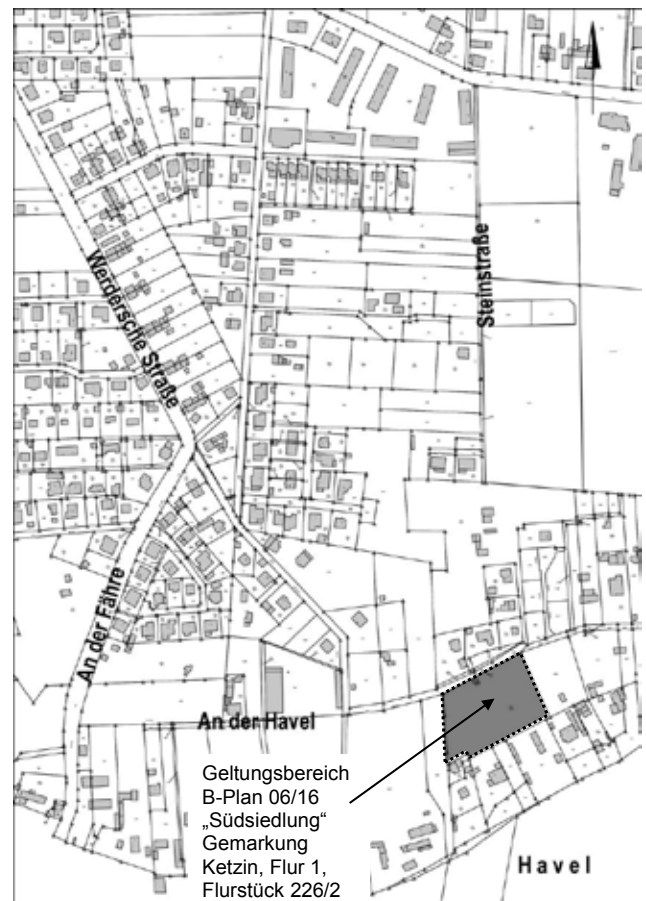 Werdersche Straße
Steinstraße
An der Fähre
An der Havel
Geltungsbereich
B-Plan 06/16
„Südsiedlung“
Gemarkung
Ketzin, Flur 1,
Flurstück 226/2
Havel